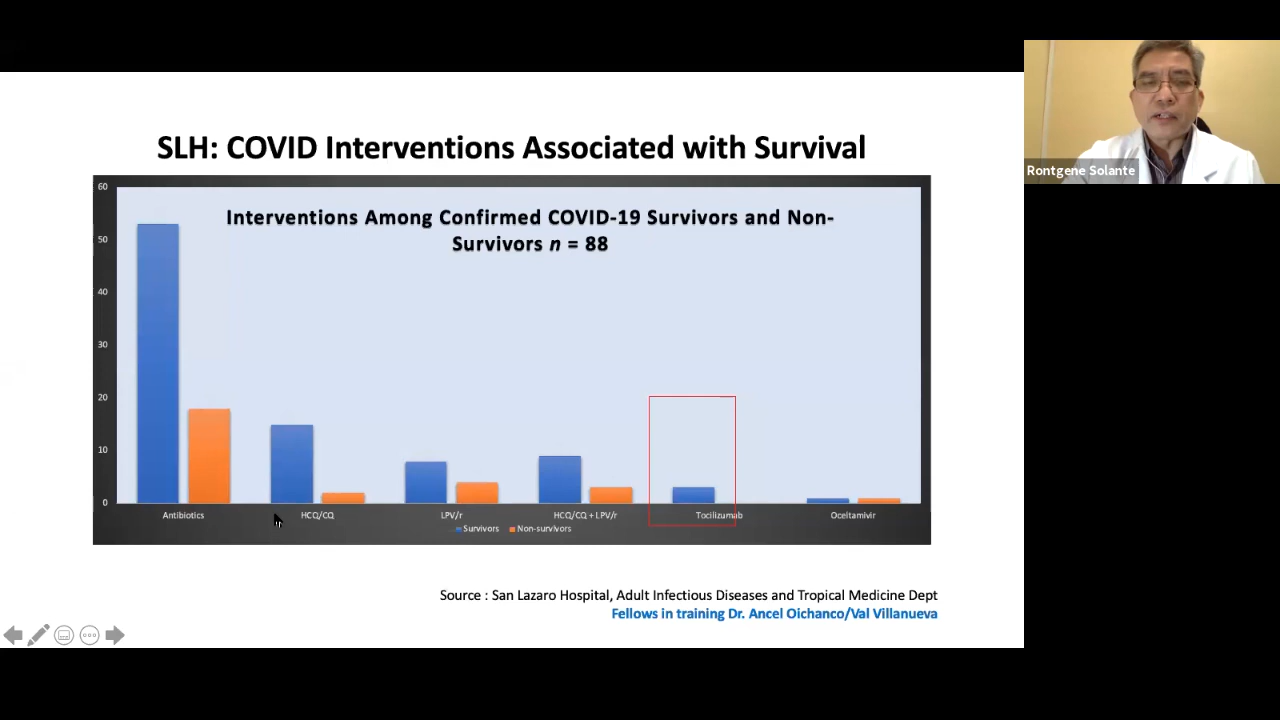 SLH: COVID Interventions Associated with Survival
Interventions Among Confirmed COVID-19 Survivors and Non-
Survivors n = 88
60
50
40
30
20
10
0
Antibiotics
HCQ/CQ
LPV/r
HCQ/CQ + LPV/r
Tocilizumab
Oceltamivir
Survivors
Non-survivors
Source : San Lazaro Hospital, Adult Infectious Diseases and Tropical Medicine Dept
Fellows in training Dr. Ancel Oichanco/Val Villanueva
Rontgene Solante